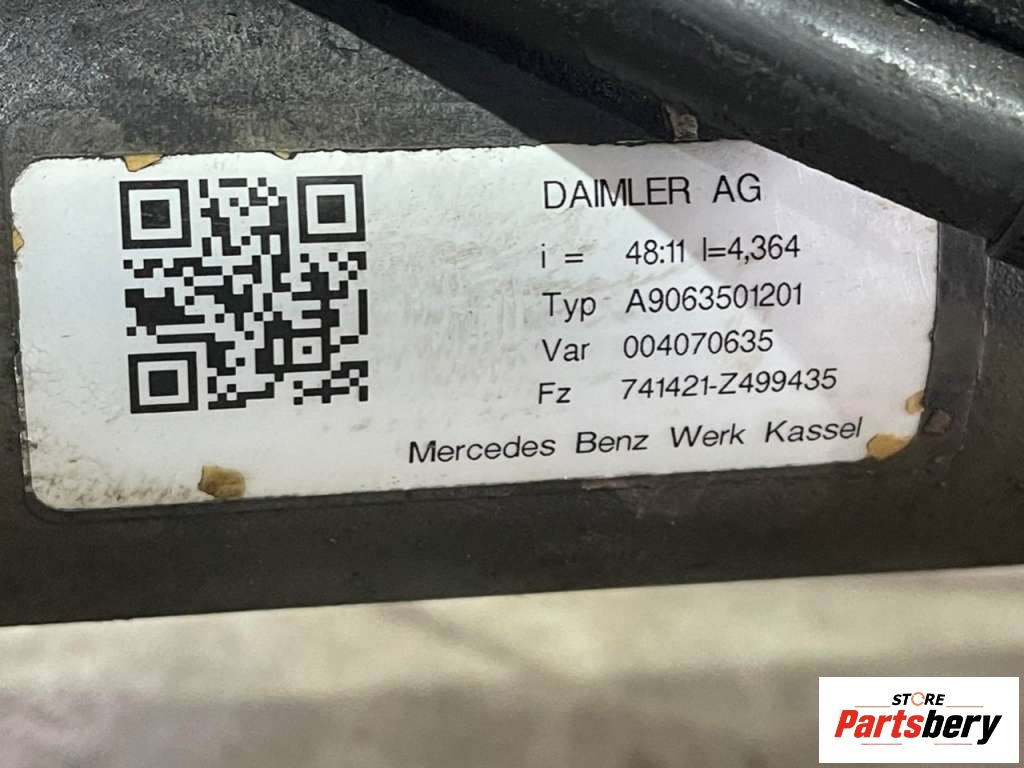 DAIMLER AG
i = 48:11 I=4,364
Typ A9063501201
Var 004070635
Fz 741421-Z499435
Mercedes Benz Werk Kassel
STORE
Partsbery